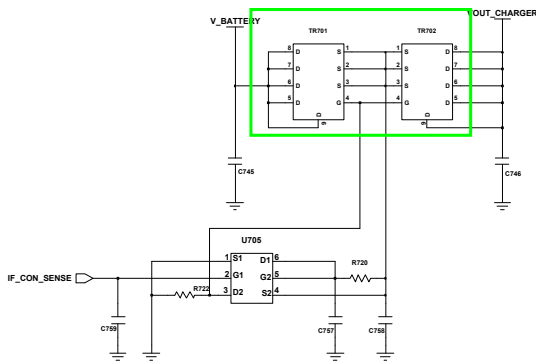 V_BATTERY
VOUT_CHARGER
TR701
TR702
8 D S 1
7 D S 2
6 D S 3
5 D G 4
D
9
1 S D 8
2 S D 7
3 S D 6
4 G D 5
D
9
C745
C746
U705
1 S1 D1 6
2 G1 G2 5
3 D2 S2 4
IF_CON_SENSE
R722
R720
C759
C757
C758